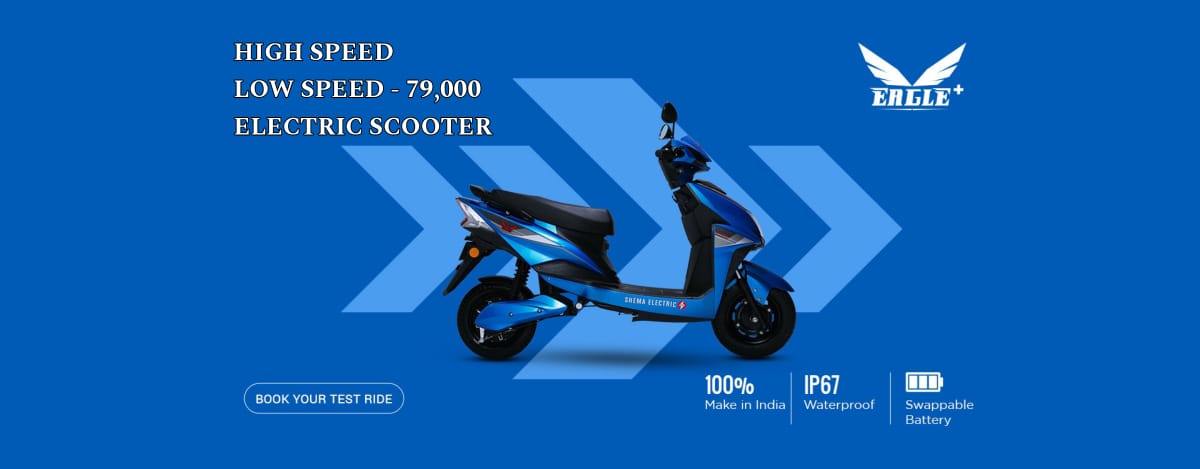 HIGH SPEED
LOW SPEED - 79,000
ELECTRIC SCOOTER
EAGLE+
SHEMA ELECTRIC
BOOK YOUR TEST RIDE
100%
Make in India
IP67
Waterproof
Swappable
Battery